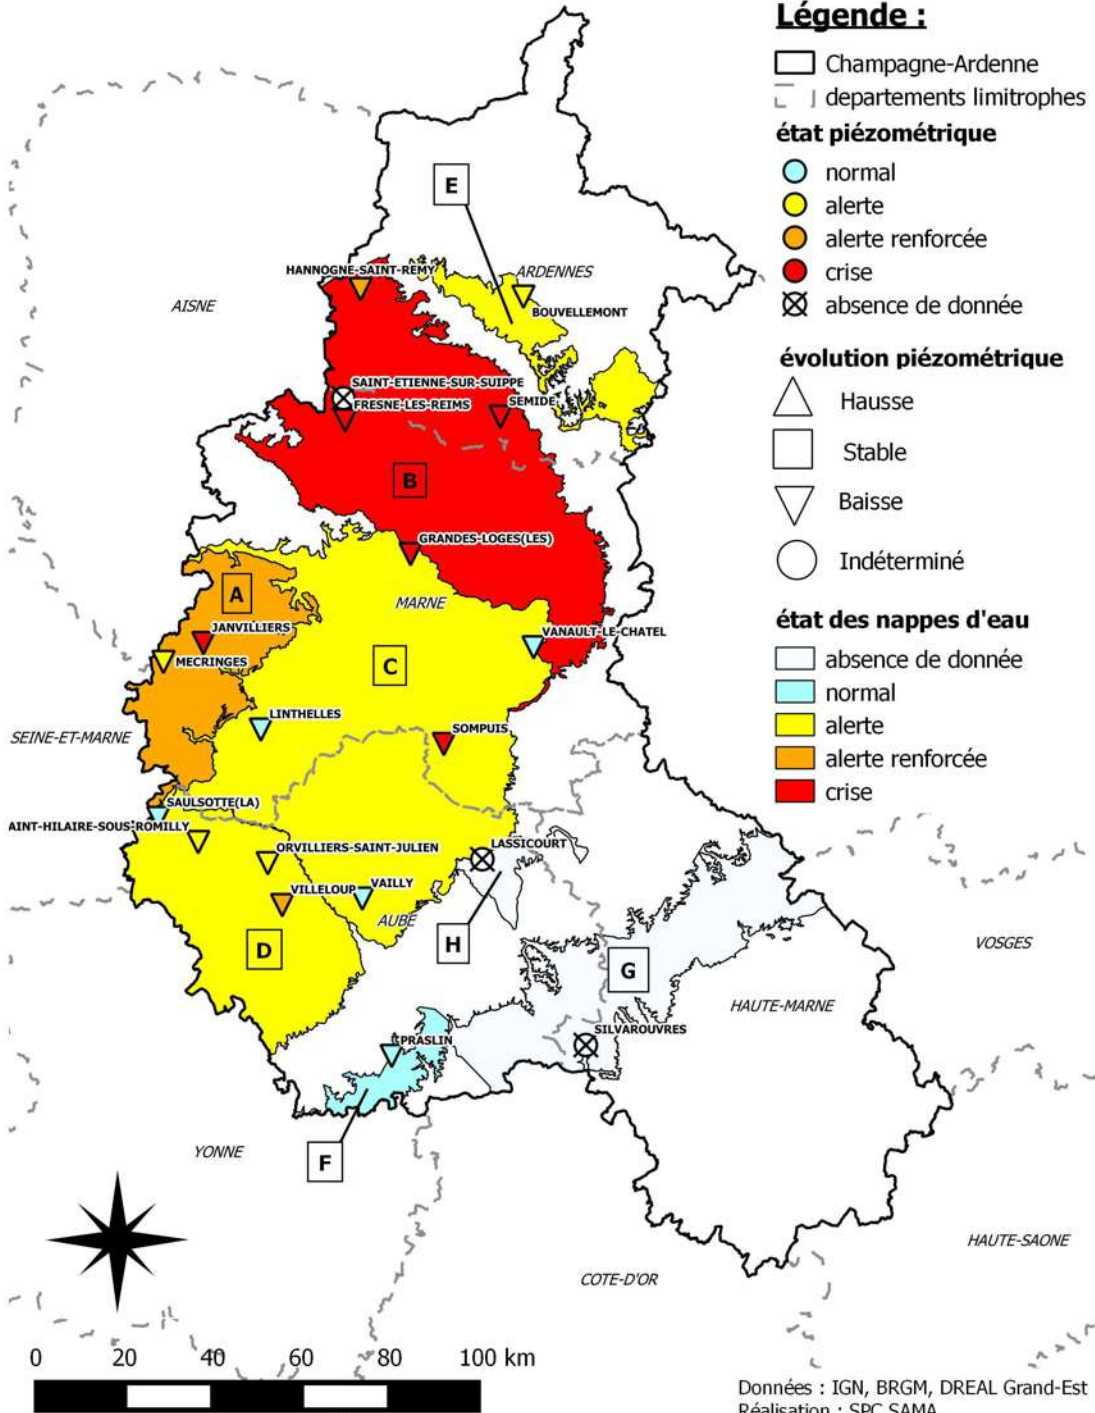 Légende :
Champagne-Ardenne
departements limitrophes
état piézométrique
normal
alerte
alerte renforcée
crise
absence de donnée
évolution piézométrique
Hausse
Stable
Baisse
Indéterminé
état des nappes d'eau
absence de donnée
normal
alerte
alerte renforcée
crise
E
HANNOGNE-SAINT-REMY
ARDENNES
AISNE
BOUVELLEMONT
SAINT-ETIENNE-SUR-SUIPPE
FRESNE-LES-REIMS
SEMIDE
B
GRANDES-LOGES(LES)
A
MARNE
JANVILLIERS
VANAULT-LE-CHATEL
MECRINGES
C
LINTHELLES
SEINE-ET-MARNE
SOMPUIS
SAULSOTTE(LA)
AINT-HILAIRE-SOUS-ROMILLY
ORVILLIERS-SAINT-JULIEN
LASSICOURT
VILLELOUP
VAILLY
AUBE
D
H
G
VOSGES
HAUTE-MARNE
SILVAROUVRES
PRASLIN
YONNE
F
HAUTE-SAONE
COTE-D'OR
0 20 40 60 80 100 km
Données : IGN, BRGM, DREAL Grand-Est
Réalisation : SPC SAMA